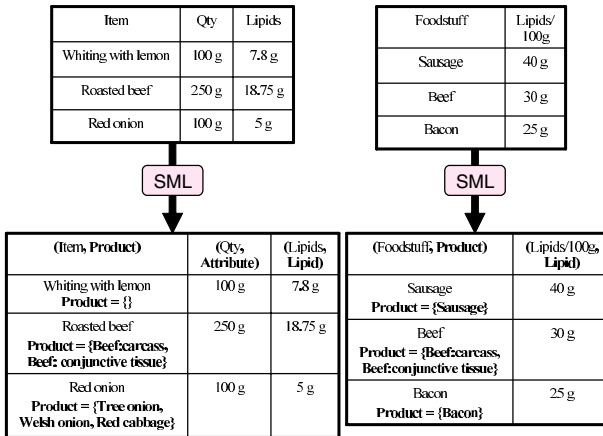 Item Qty Lipids
Whiting with lemon 100 g 7.8 g
Roasted beef 250 g 18.75 g
Red onion 100 g 5 g
Foodstuff Lipids/
100g
Sausage 40 g
Beef 30 g
Bacon 25 g
SML
SML
(Item, Product) (Qty, (Lipids,
Attribute) Lipid)
Whiting with lemon 100 g 7.8 g
Product = {}
Roasted beef 250 g 18.75 g
Product = {Beef:carcass,
Beef: conjunctive tissue}
Red onion 100 g 5 g
Product = {Tree onion,
Welsh onion, Red cabbage}
(Foodstuff, Product) (Lipids/100g,
Lipid)
Sausage 40 g
Product = {Sausage}
Beef 30 g
Product = {Beef:carcass,
Beef:conjunctive tissue}
Bacon 25 g
Product = {Bacon}